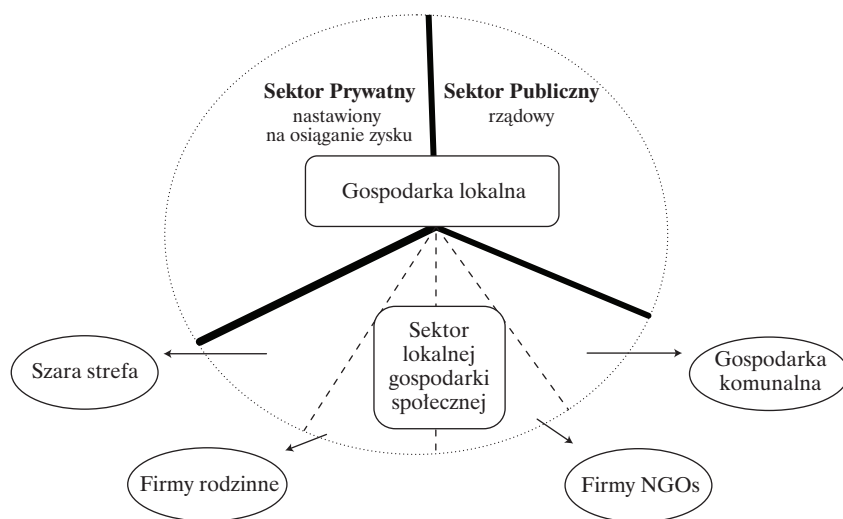 Sektor Prywatny
nastawiony
na osiąganie zysku
Sektor Publiczny
rządowy
Gospodarka lokalna
Sektor
lokalnej
gospodarki
społecznej
Szara strefa
Gospodarka
komunalna
Firmy rodzinne
Firmy NGOs